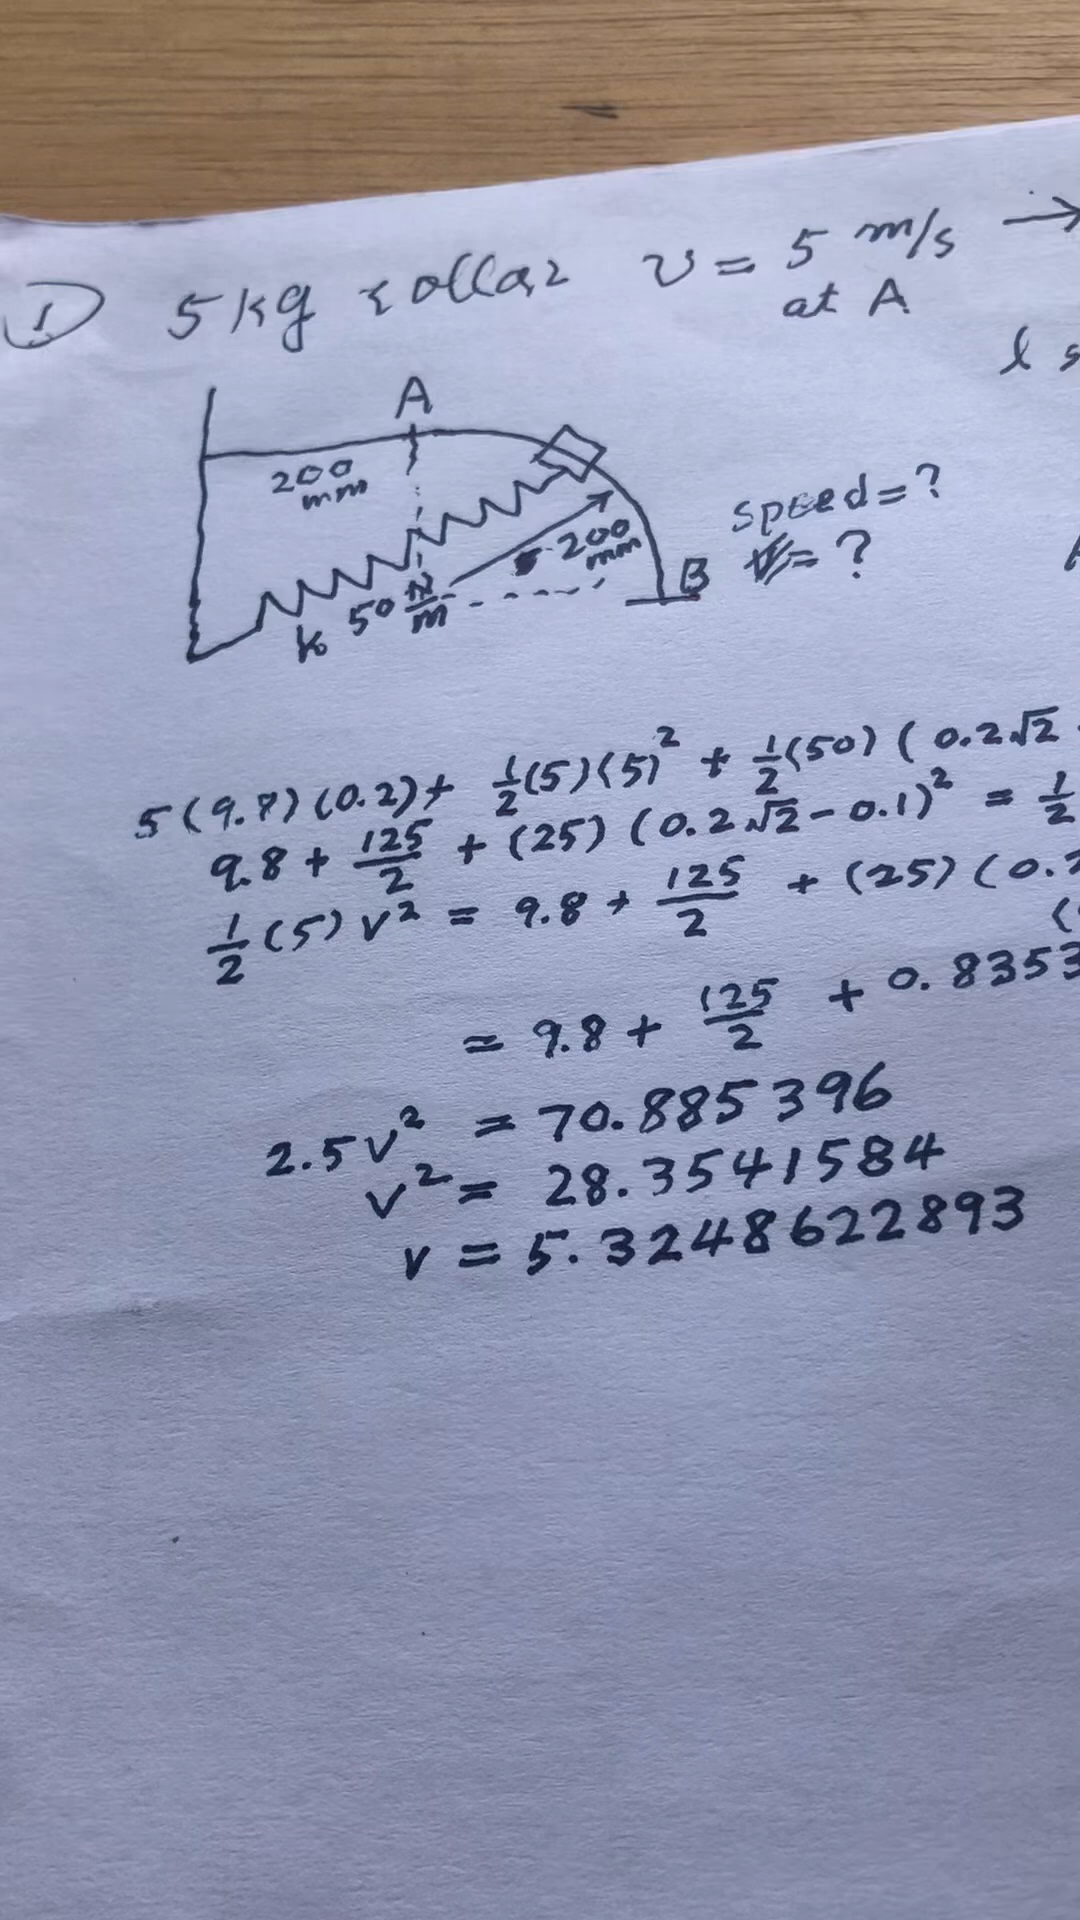 ① 5 kg collar v = 5 m/s →
at A
l s
A
200 mm
200 mm
k 50 N/m
B
speed = ?
= ?
5(9.8)(0.2) + 1/2(5)(5)² + 1/2(50)(0.2√2
9.8 + 125/2 + (25)(0.2√2 - 0.1)² = 1/2
1/2(5)v² = 9.8 + 125/2 + (25)(0.2
= 9.8 + 125/2 + 0.8353
2.5v² = 70.885396
v² = 28.3541584
v = 5.3248622893